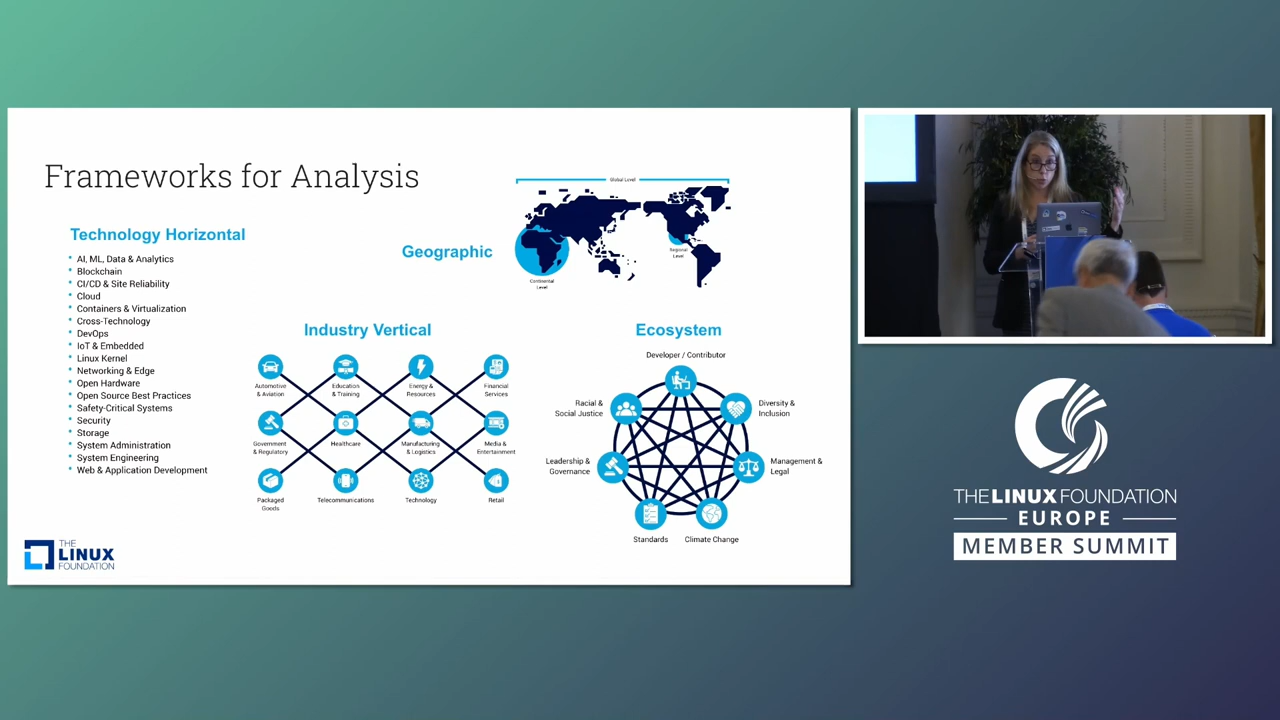 Frameworks for Analysis
Technology Horizontal
AI, ML, Data & Analytics
Blockchain
CI/CD & Site Reliability
Cloud
Containers & Virtualization
Cross-Technology
DevOps
IoT & Embedded
Linux Kernel
Networking & Edge
Open Hardware
Open Source Best Practices
Safety-Critical Systems
Security
Storage
System Administration
System Engineering
Web & Application Development
Geographic
Global Level
Continental
Level
Regional
Level
Industry Vertical
Automotive
& Aviation
Education
& Training
Energy &
Resources
Financial
Services
Government
& Regulatory
Healthcare
Manufacturing
& Logistics
Media &
Entertainment
Packaged
Goods
Telecommunications
Technology
Retail
Ecosystem
Developer / Contributor
Racial &
Social Justice
Diversity &
Inclusion
Leadership &
Governance
Management &
Legal
Standards
Climate Change
THE
LINUX
FOUNDATION
THE LINUX FOUNDATION
EUROPE
MEMBER SUMMIT